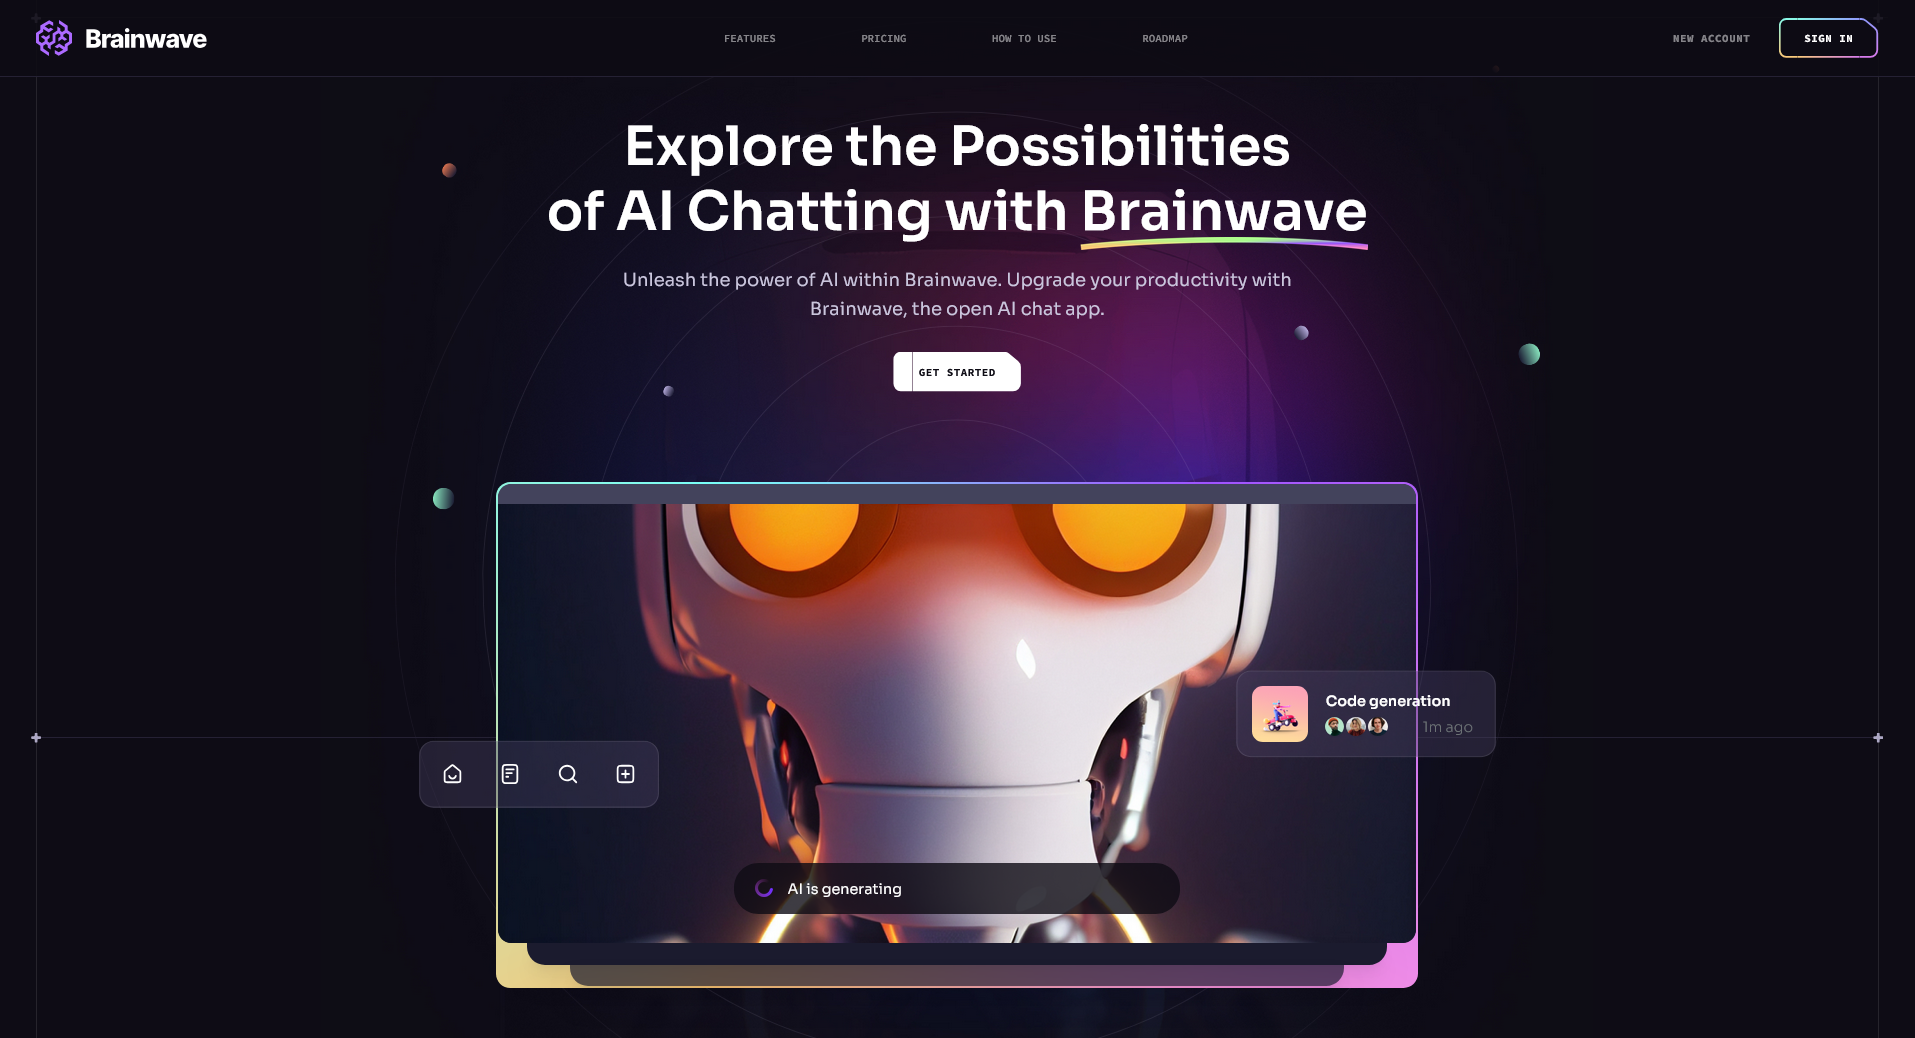 Brainwave
FEATURES
PRICING
HOW TO USE
ROADMAP
NEW ACCOUNT
SIGN IN
Explore the Possibilities
of AI Chatting with Brainwave
Unleash the power of AI within Brainwave. Upgrade your productivity with
Brainwave, the open AI chat app.
GET STARTED
Code generation
1m ago
AI is generating